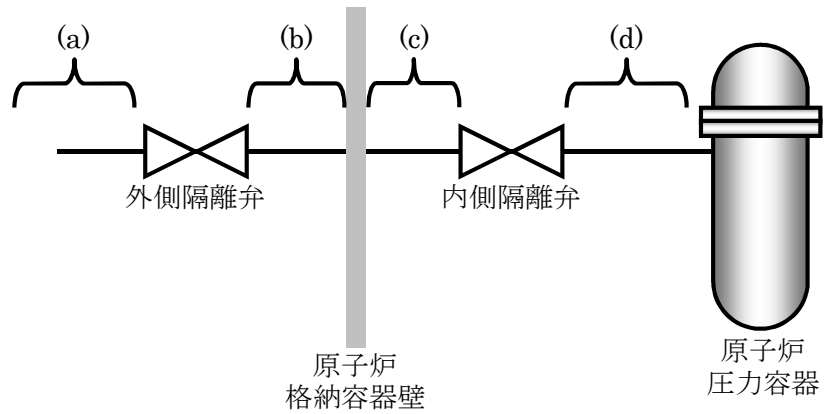 (a)
(b)
(c)
(d)
外側隔離弁
内側隔離弁
原子炉
格納容器壁
原子炉
圧力容器